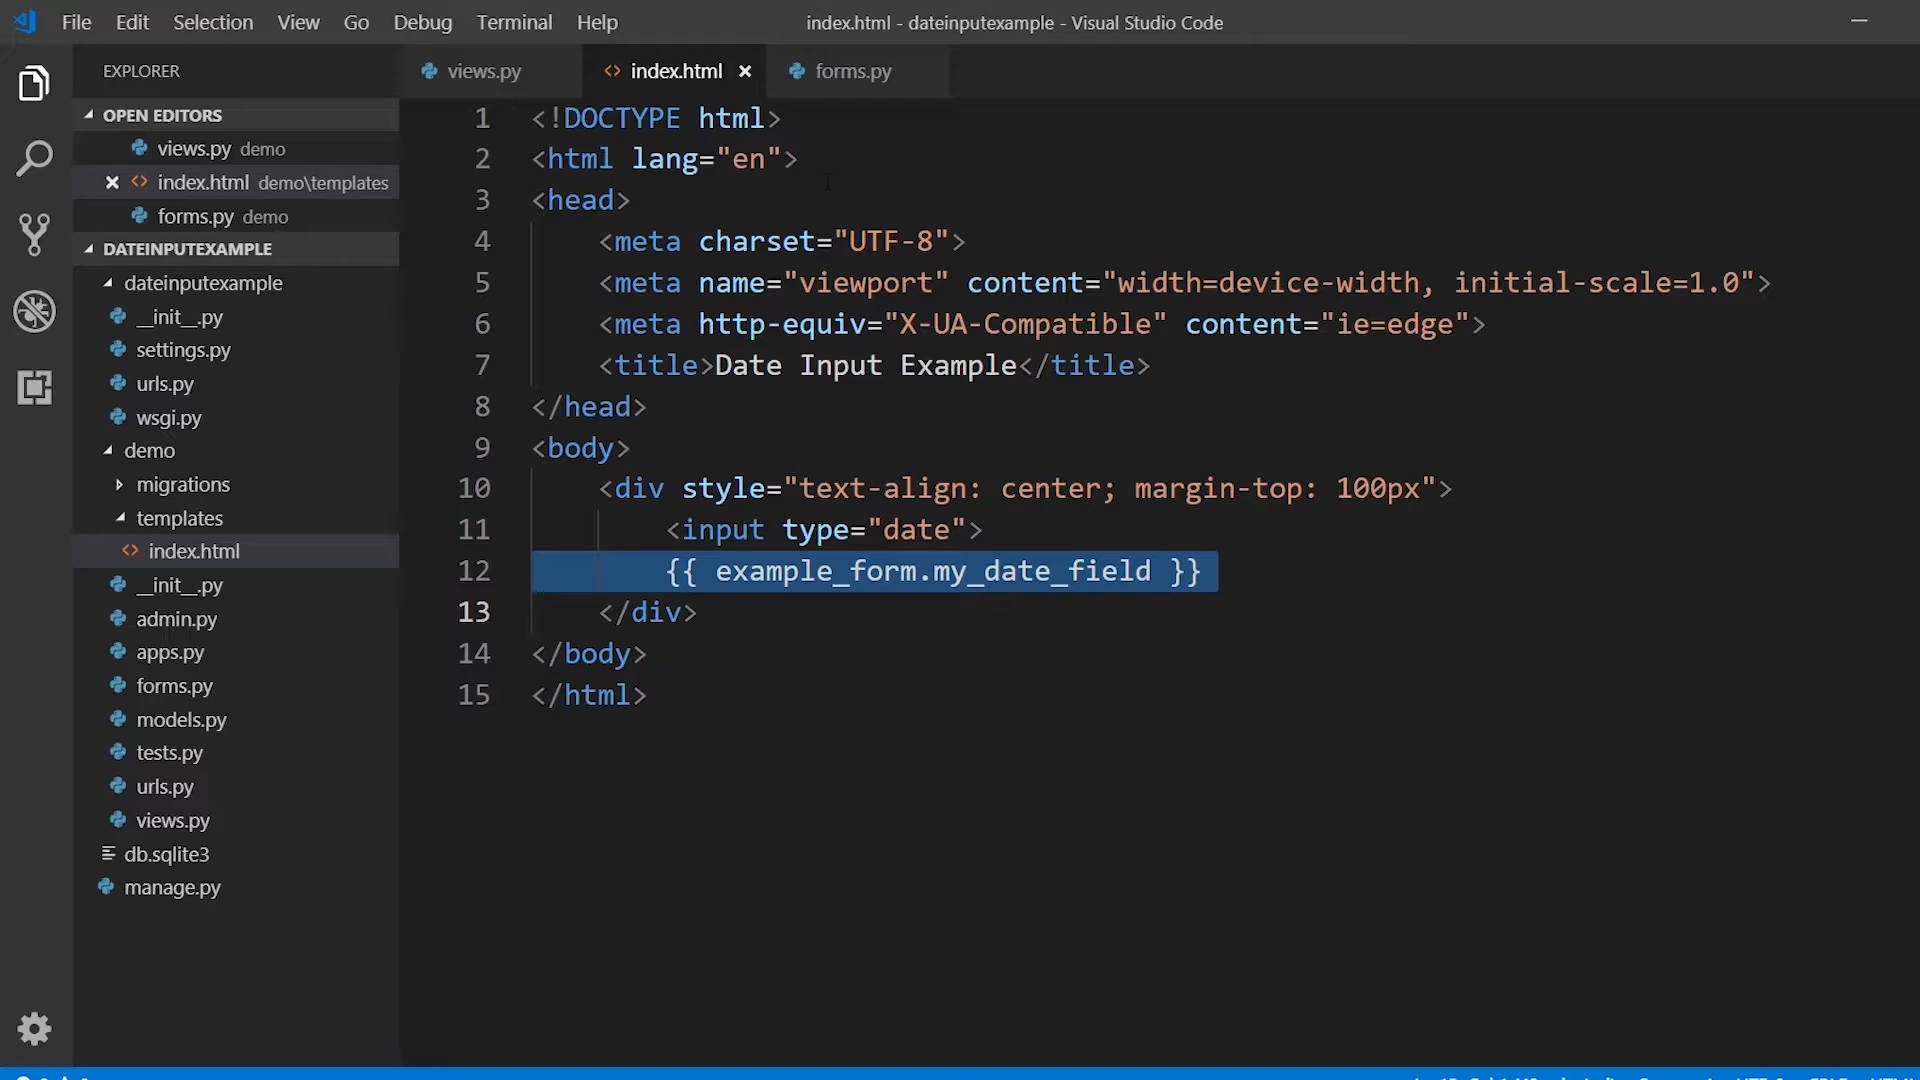 File Edit Selection View Go Debug Terminal Help index.html - dateinputexample - Visual Studio Code
EXPLORER
OPEN EDITORS
views.py demo
index.html demo\templates
forms.py demo
DATEINPUTEXAMPLE
dateinputexample
__init__.py
settings.py
urls.py
wsgi.py
demo
migrations
templates
index.html
__init__.py
admin.py
apps.py
forms.py
models.py
tests.py
urls.py
views.py
db.sqlite3
manage.py
views.py index.html forms.py
1 <!DOCTYPE html>
2 <html lang="en">
3 <head>
4 <meta charset="UTF-8">
5 <meta name="viewport" content="width=device-width, initial-scale=1.0">
6 <meta http-equiv="X-UA-Compatible" content="ie=edge">
7 <title>Date Input Example</title>
8 </head>
9 <body>
10 <div style="text-align: center; margin-top: 100px">
11 <input type="date">
12 {{ example_form.my_date_field }}
13 </div>
14 </body>
15 </html>